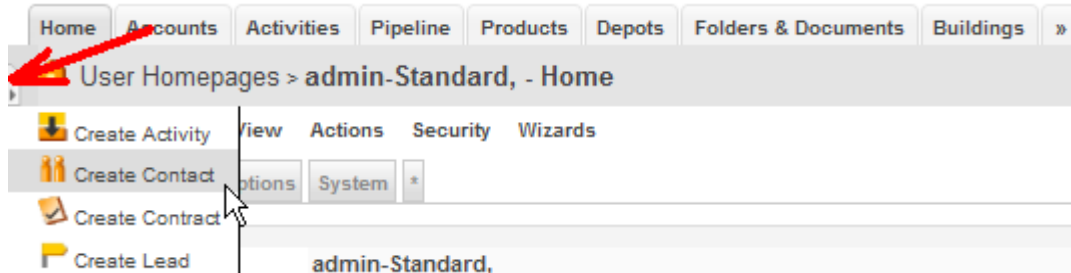 Home Accounts Activities Pipeline Products Depots Folders & Documents Buildings »
User Homepages > admin-Standard, - Home
Create Activity View Actions Security Wizards
Create Contact ptions System *
Create Contract
Create Lead admin-Standard,